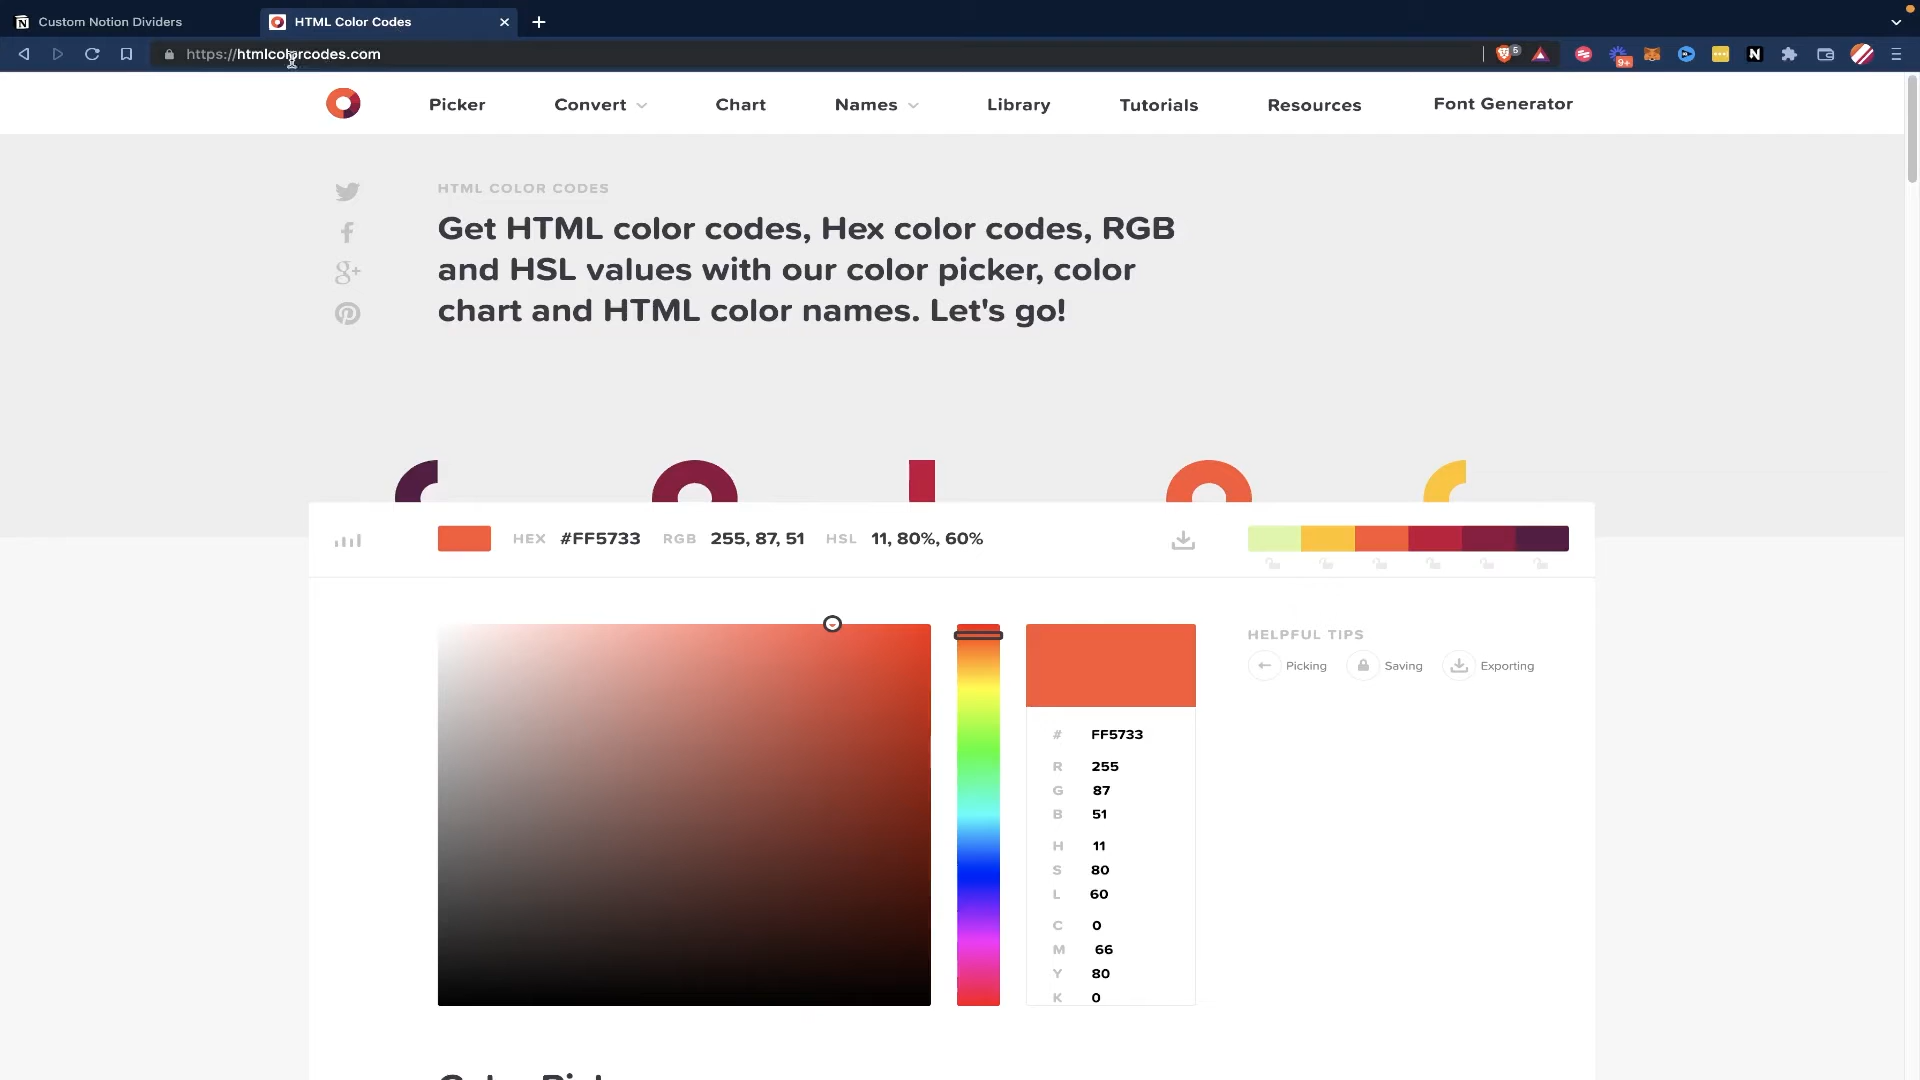 Custom Notion Dividers
HTML Color Codes
https://htmlcolorcodes.com
5
9+
Picker
Convert
Chart
Names
Library
Tutorials
Resources
Font Generator
HTML COLOR CODES
Get HTML color codes, Hex color codes, RGB
and HSL values with our color picker, color
chart and HTML color names. Let's go!
HEX #FF5733 RGB 255, 87, 51 HSL 11, 80%, 60%
HELPFUL TIPS
Picking
Saving
Exporting
# FF5733
R 255
G 87
B 51
H 11
S 80
L 60
C 0
M 66
Y 80
K 0